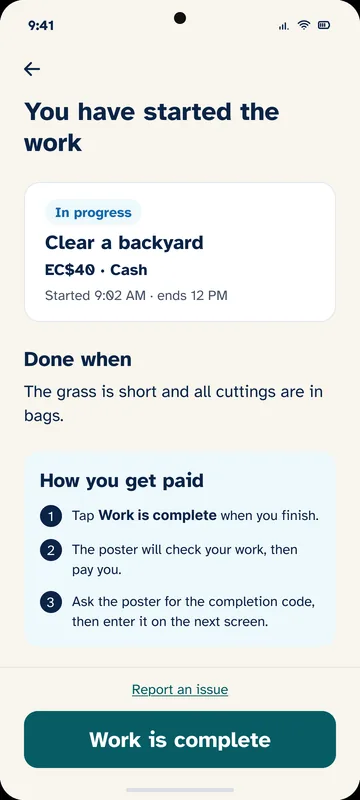 9:41
You have started the
work
In progress
Clear a backyard
EC$40 · Cash
Started 9:02 AM · ends 12 PM
Done when
The grass is short and all cuttings are in
bags.
How you get paid
1 Tap Work is complete when you finish.
2 The poster will check your work, then
pay you.
3 Ask the poster for the completion code,
then enter it on the next screen.
Report an issue
Work is complete